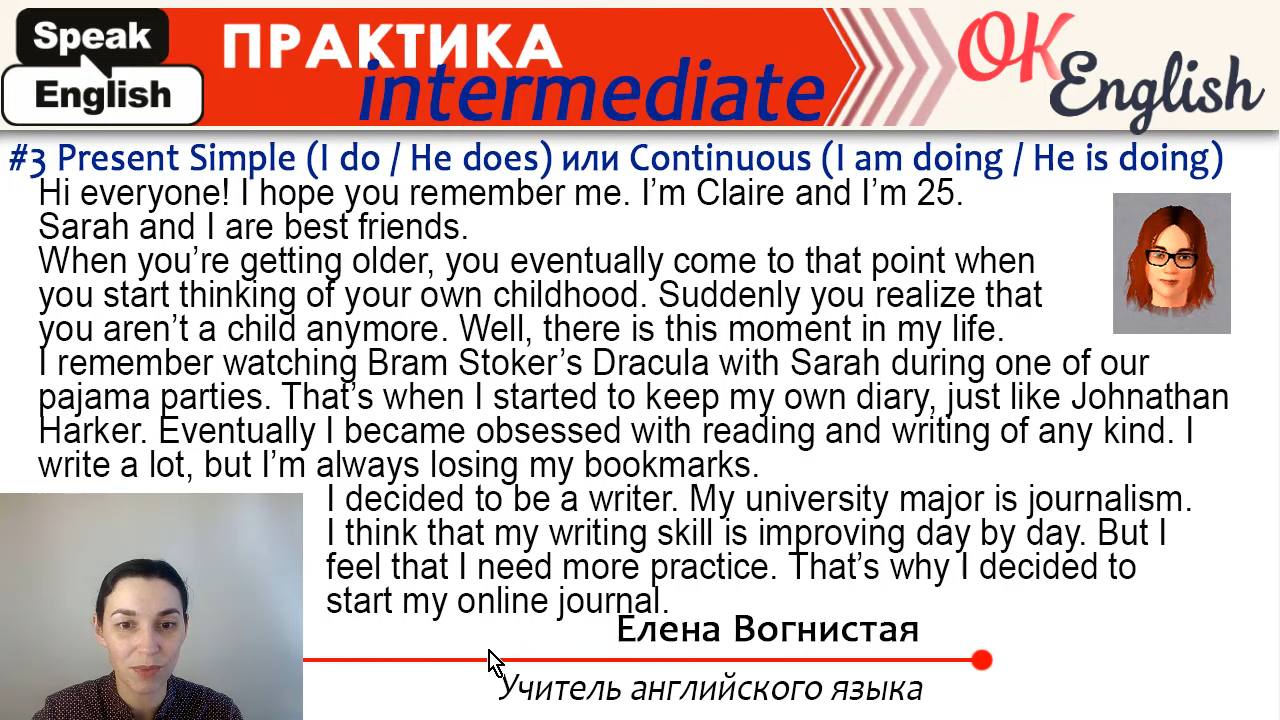 Speak
English
ПРАКТИКА
intermediate
OK
English
#3 Present Simple (I do / He does) или Continuous (I am doing / He is doing)
Hi everyone! I hope you remember me. I’m Claire and I’m 25.
Sarah and I are best friends.
When you’re getting older, you eventually come to that point when
you start thinking of your own childhood. Suddenly you realize that
you aren’t a child anymore. Well, there is this moment in my life.
I remember watching Bram Stoker’s Dracula with Sarah during one of our
pajama parties. That’s when I started to keep my own diary, just like Johnathan
Harker. Eventually I became obsessed with reading and writing of any kind. I
write a lot, but I’m always losing my bookmarks.
I decided to be a writer. My university major is journalism.
I think that my writing skill is improving day by day. But I
feel that I need more practice. That’s why I decided to
start my online journal.
Елена Вогнистая
Учитель английского языка